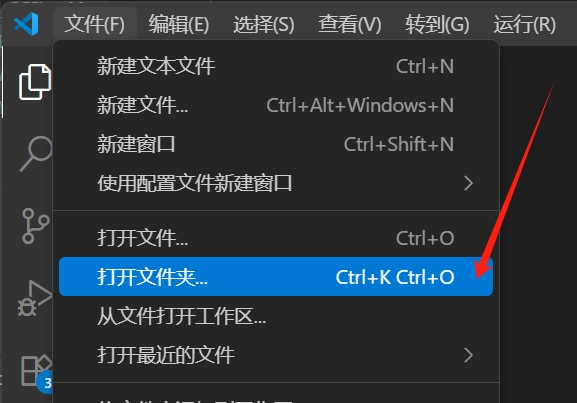 文件(F) 编辑(E) 选择(S) 查看(V) 转到(G) 运行(R)
新建文本文件 Ctrl+N
新建文件... Ctrl+Alt+Windows+N
新建窗口 Ctrl+Shift+N
使用配置文件新建窗口
打开文件... Ctrl+O
打开文件夹... Ctrl+K Ctrl+O
从文件打开工作区...
打开最近的文件
3